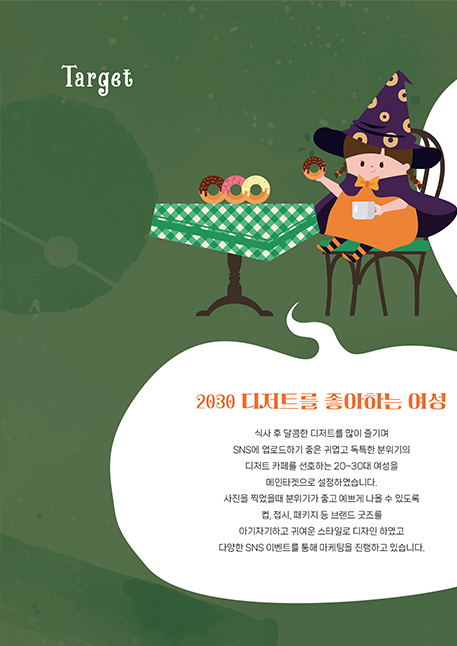 Target
2030 디저트를 좋아하는 여성
식사 후 달콤한 디저트를 많이 즐기며
SNS에 업로드하기 좋은 귀엽고 독특한 분위기의
디저트 카페를 선호하는 20~30대 여성을
메인타겟으로 설정하였습니다.
사진을 찍었을때 분위기가 좋고 예쁘게 나올 수 있도록
컵, 접시, 패키지 등 브랜드 굿즈를
아기자기하고 귀여운 스타일로 디자인 하였고
다양한 SNS 이벤트를 통해 마케팅을 진행하고 있습니다.